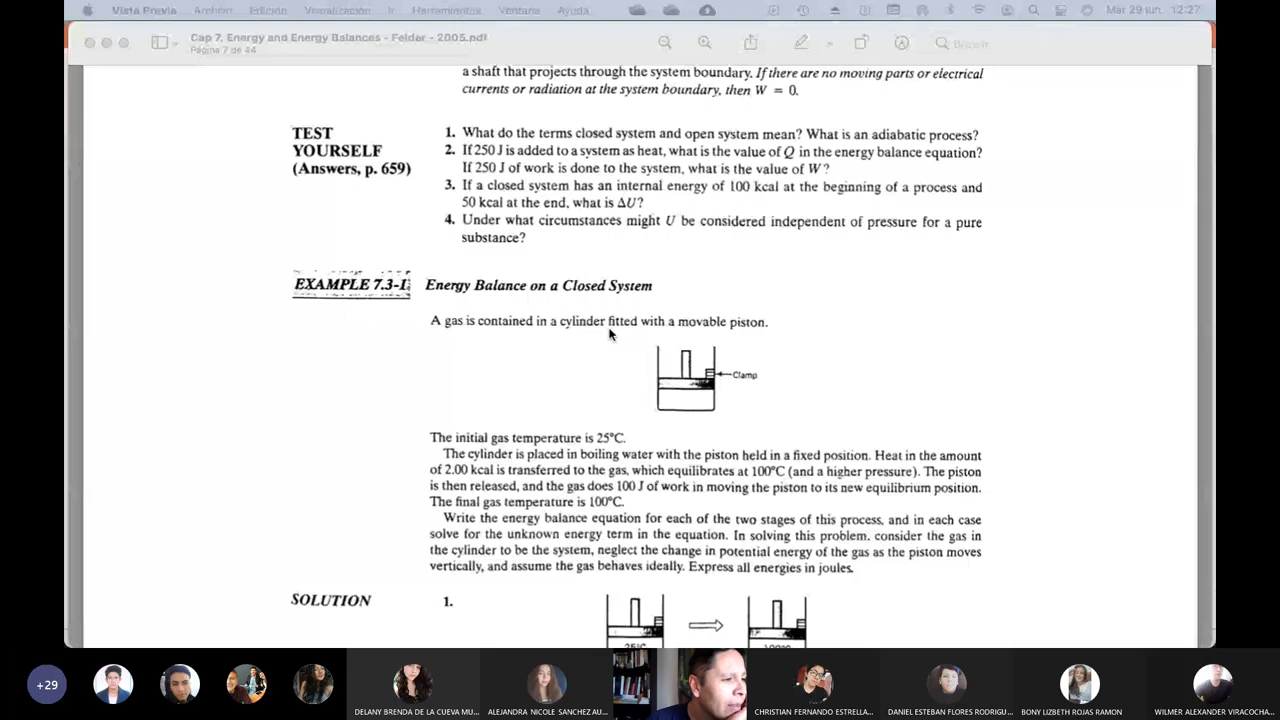 Vista Previa Archivo Edición Visualización Ir Herramientas Ventana Ayuda Mar 29 jun. 12:27
Cap 7. Energy and Energy Balances - Felder - 2005.pdf
Página 7 de 44
Buscar
a shaft that projects through the system boundary. If there are no moving parts or electrical
currents or radiation at the system boundary, then W = 0.
TEST
YOURSELF
(Answers, p. 659)
1. What do the terms closed system and open system mean? What is an adiabatic process?
2. If 250 J is added to a system as heat, what is the value of Q in the energy balance equation?
If 250 J of work is done to the system, what is the value of W?
3. If a closed system has an internal energy of 100 kcal at the beginning of a process and
50 kcal at the end, what is ΔU?
4. Under what circumstances might U be considered independent of pressure for a pure
substance?
EXAMPLE 7.3-1 Energy Balance on a Closed System
A gas is contained in a cylinder fitted with a movable piston.
Clamp
The initial gas temperature is 25°C.
The cylinder is placed in boiling water with the piston held in a fixed position. Heat in the amount
of 2.00 kcal is transferred to the gas, which equilibrates at 100°C (and a higher pressure). The piston
is then released, and the gas does 100 J of work in moving the piston to its new equilibrium position.
The final gas temperature is 100°C.
Write the energy balance equation for each of the two stages of this process, and in each case
solve for the unknown energy term in the equation. In solving this problem, consider the gas in
the cylinder to be the system, neglect the change in potential energy of the gas as the piston moves
vertically, and assume the gas behaves ideally. Express all energies in joules.
SOLUTION 1.
+29
DELANY BRENDA DE LA CUEVA MU...
ALEJANDRA NICOLE SANCHEZ AU...
CHRISTIAN FERNANDO ESTRELLA...
DANIEL ESTEBAN FLORES RODRIGU...
BONY LIZBETH ROJAS RAMON
WILMER ALEXANDER VIRACOCHA...